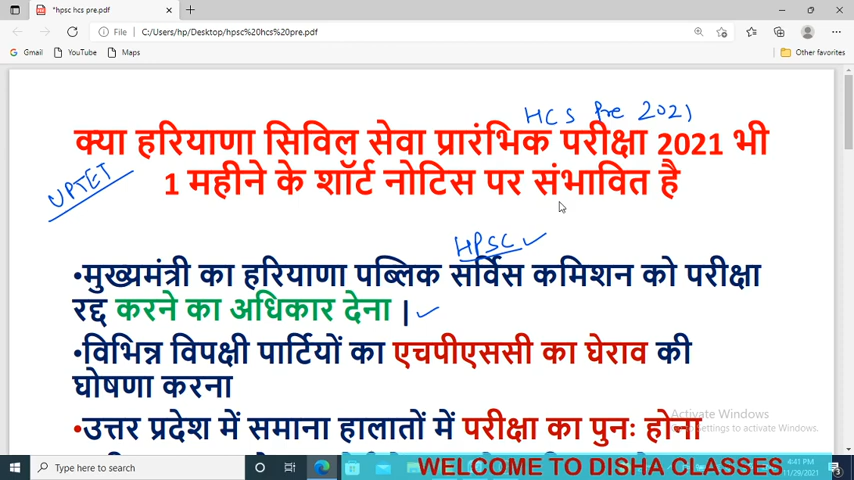 *hpsc hcs pre.pdf
File C:/Users/hp/Desktop/hpsc%20hcs%20pre.pdf
Gmail YouTube Maps Other favorites
HCS Pre 2021
क्या हरियाणा सिविल सेवा प्रारंभिक परीक्षा 2021 भी
1 महीने के शॉर्ट नोटिस पर संभावित है
UPTET
HPSC
•मुख्यमंत्री का हरियाणा पब्लिक सर्विस कमिशन को परीक्षा
रद्द करने का अधिकार देना |
•विभिन्न विपक्षी पार्टियों का एचपीएससी का घेराव की
घोषणा करना
•उत्तर प्रदेश में समाना हालातों में परीक्षा का पुनः होना
Activate Windows
Go to Settings to activate Windows.
Type here to search
4:41 PM
11/29/2021
WELCOME TO DISHA CLASSES